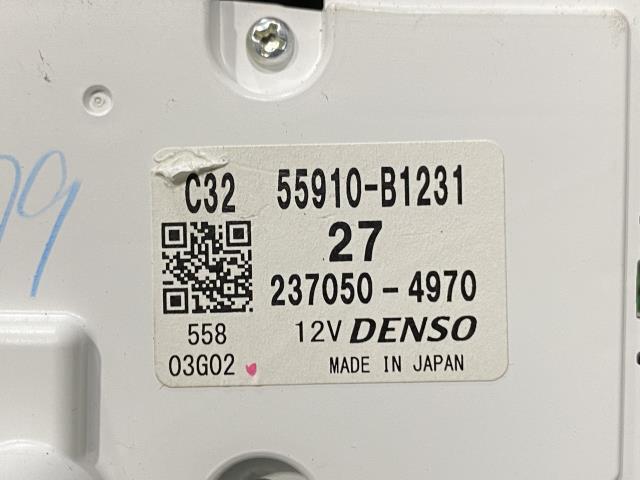 C32 55910-B1231
27
237050-4970
558 12V DENSO
03G02 MADE IN JAPAN